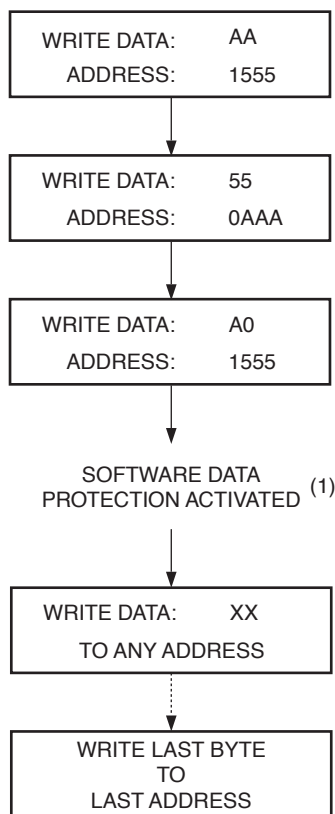 WRITE DATA: AA
ADDRESS: 1555
WRITE DATA: 55
ADDRESS: 0AAA
WRITE DATA: A0
ADDRESS: 1555
SOFTWARE DATA
PROTECTION ACTIVATED (1)
WRITE DATA: XX
TO ANY ADDRESS
WRITE LAST BYTE
TO
LAST ADDRESS